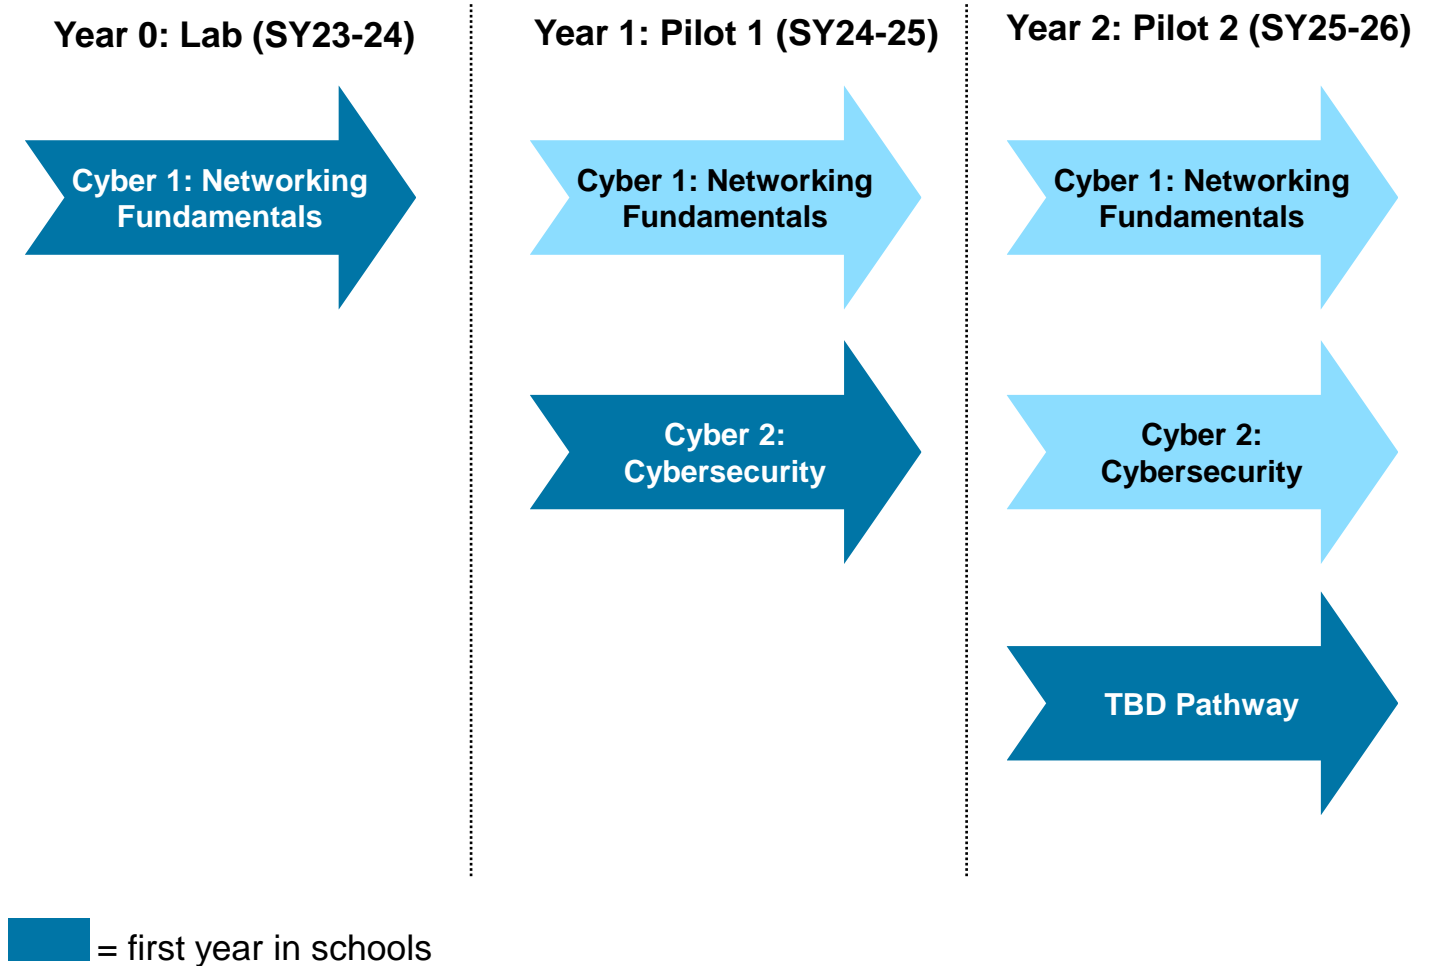 Year 0: Lab (SY23-24)
Cyber 1: Networking
Fundamentals
Year 1: Pilot 1 (SY24-25)
Cyber 1: Networking
Fundamentals
Cyber 2:
Cybersecurity
Year 2: Pilot 2 (SY25-26)
Cyber 1: Networking
Fundamentals
Cyber 2:
Cybersecurity
TBD Pathway
= first year in schools